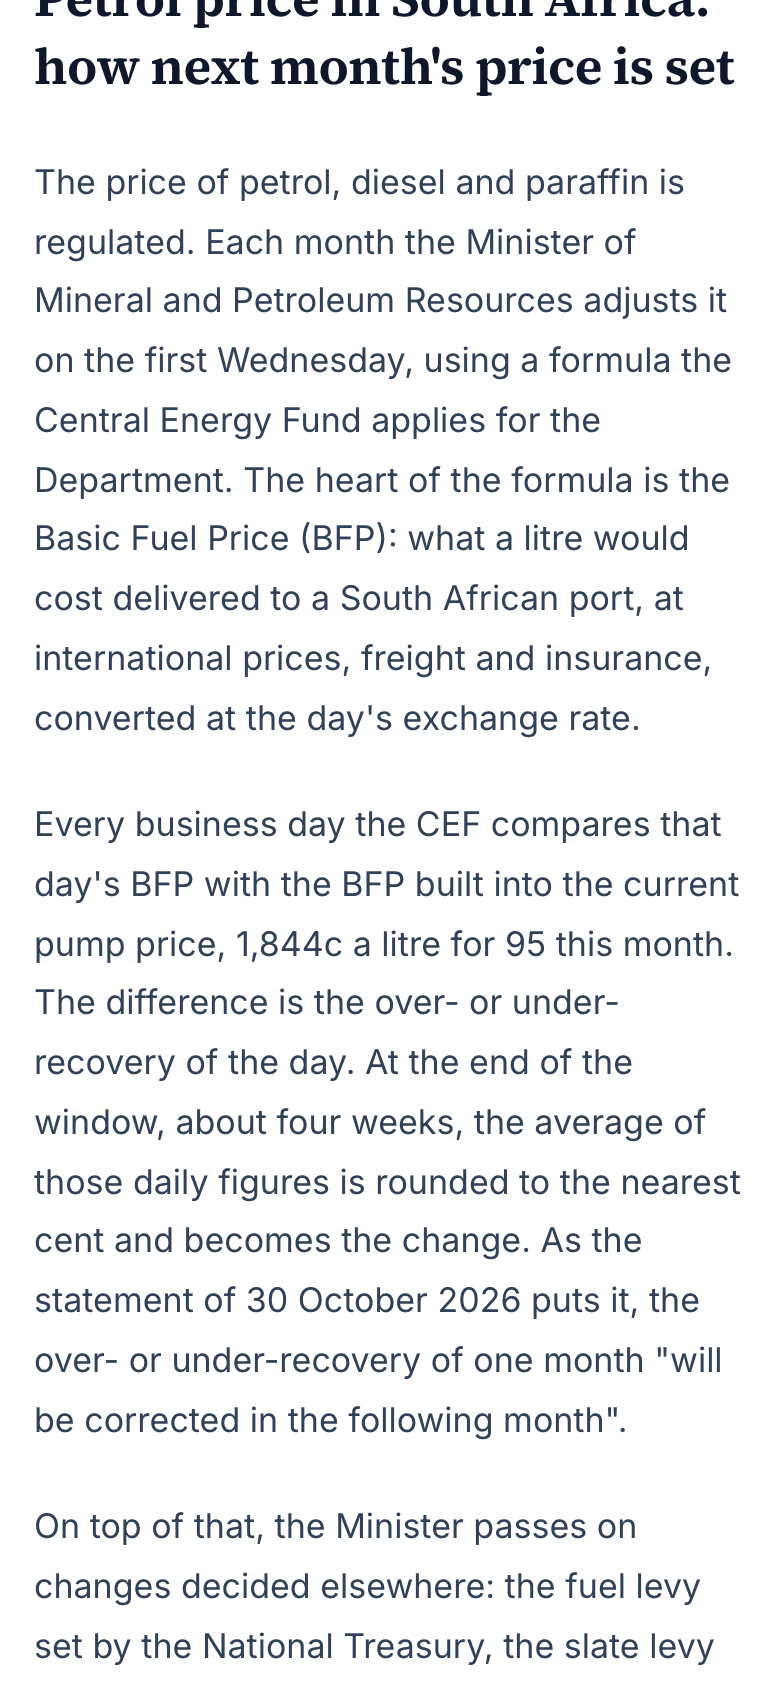 Petrol price in South Africa:
how next month's price is set
The price of petrol, diesel and paraffin is
regulated. Each month the Minister of
Mineral and Petroleum Resources adjusts it
on the first Wednesday, using a formula the
Central Energy Fund applies for the
Department. The heart of the formula is the
Basic Fuel Price (BFP): what a litre would
cost delivered to a South African port, at
international prices, freight and insurance,
converted at the day's exchange rate.
Every business day the CEF compares that
day's BFP with the BFP built into the current
pump price, 1,844c a litre for 95 this month.
The difference is the over- or under-
recovery of the day. At the end of the
window, about four weeks, the average of
those daily figures is rounded to the nearest
cent and becomes the change. As the
statement of 30 October 2026 puts it, the
over- or under-recovery of one month "will
be corrected in the following month".
On top of that, the Minister passes on
changes decided elsewhere: the fuel levy
set by the National Treasury, the slate levy